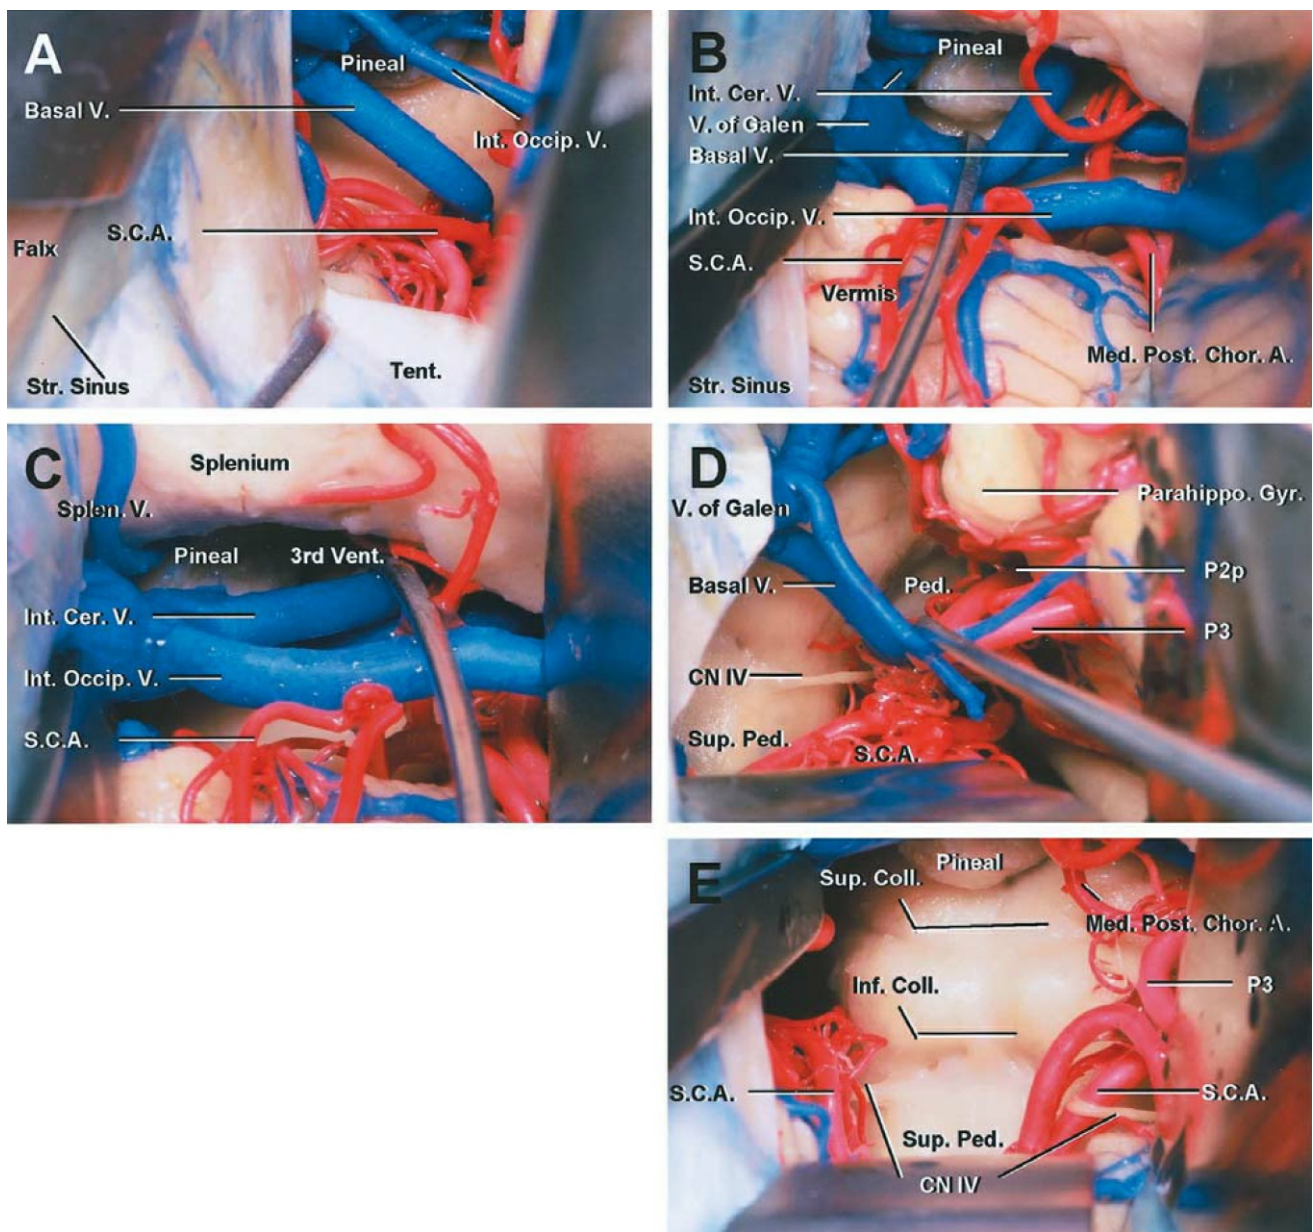 A
Pineal
Basal V.
Int. Occip. V.
S.C.A.
Falx
Str. Sinus
Tent.
B
Pineal
Int. Cer. V.
V. of Galen
Basal V.
Int. Occip. V.
S.C.A.
Vermis
Med. Post. Chor. A.
Str. Sinus
C
Splenium
Splen. V.
Pineal
3rd Vent.
Int. Cer. V.
Int. Occip. V.
S.C.A.
D
V. of Galen
Parahippo. Gyr.
Basal V.
Ped.
P2p
P3
CN IV
Sup. Ped.
S.C.A.
E
Pineal
Sup. Coll.
Med. Post. Chor. A.
Inf. Coll.
P3
S.C.A.
S.C.A.
Sup. Ped.
CN IV